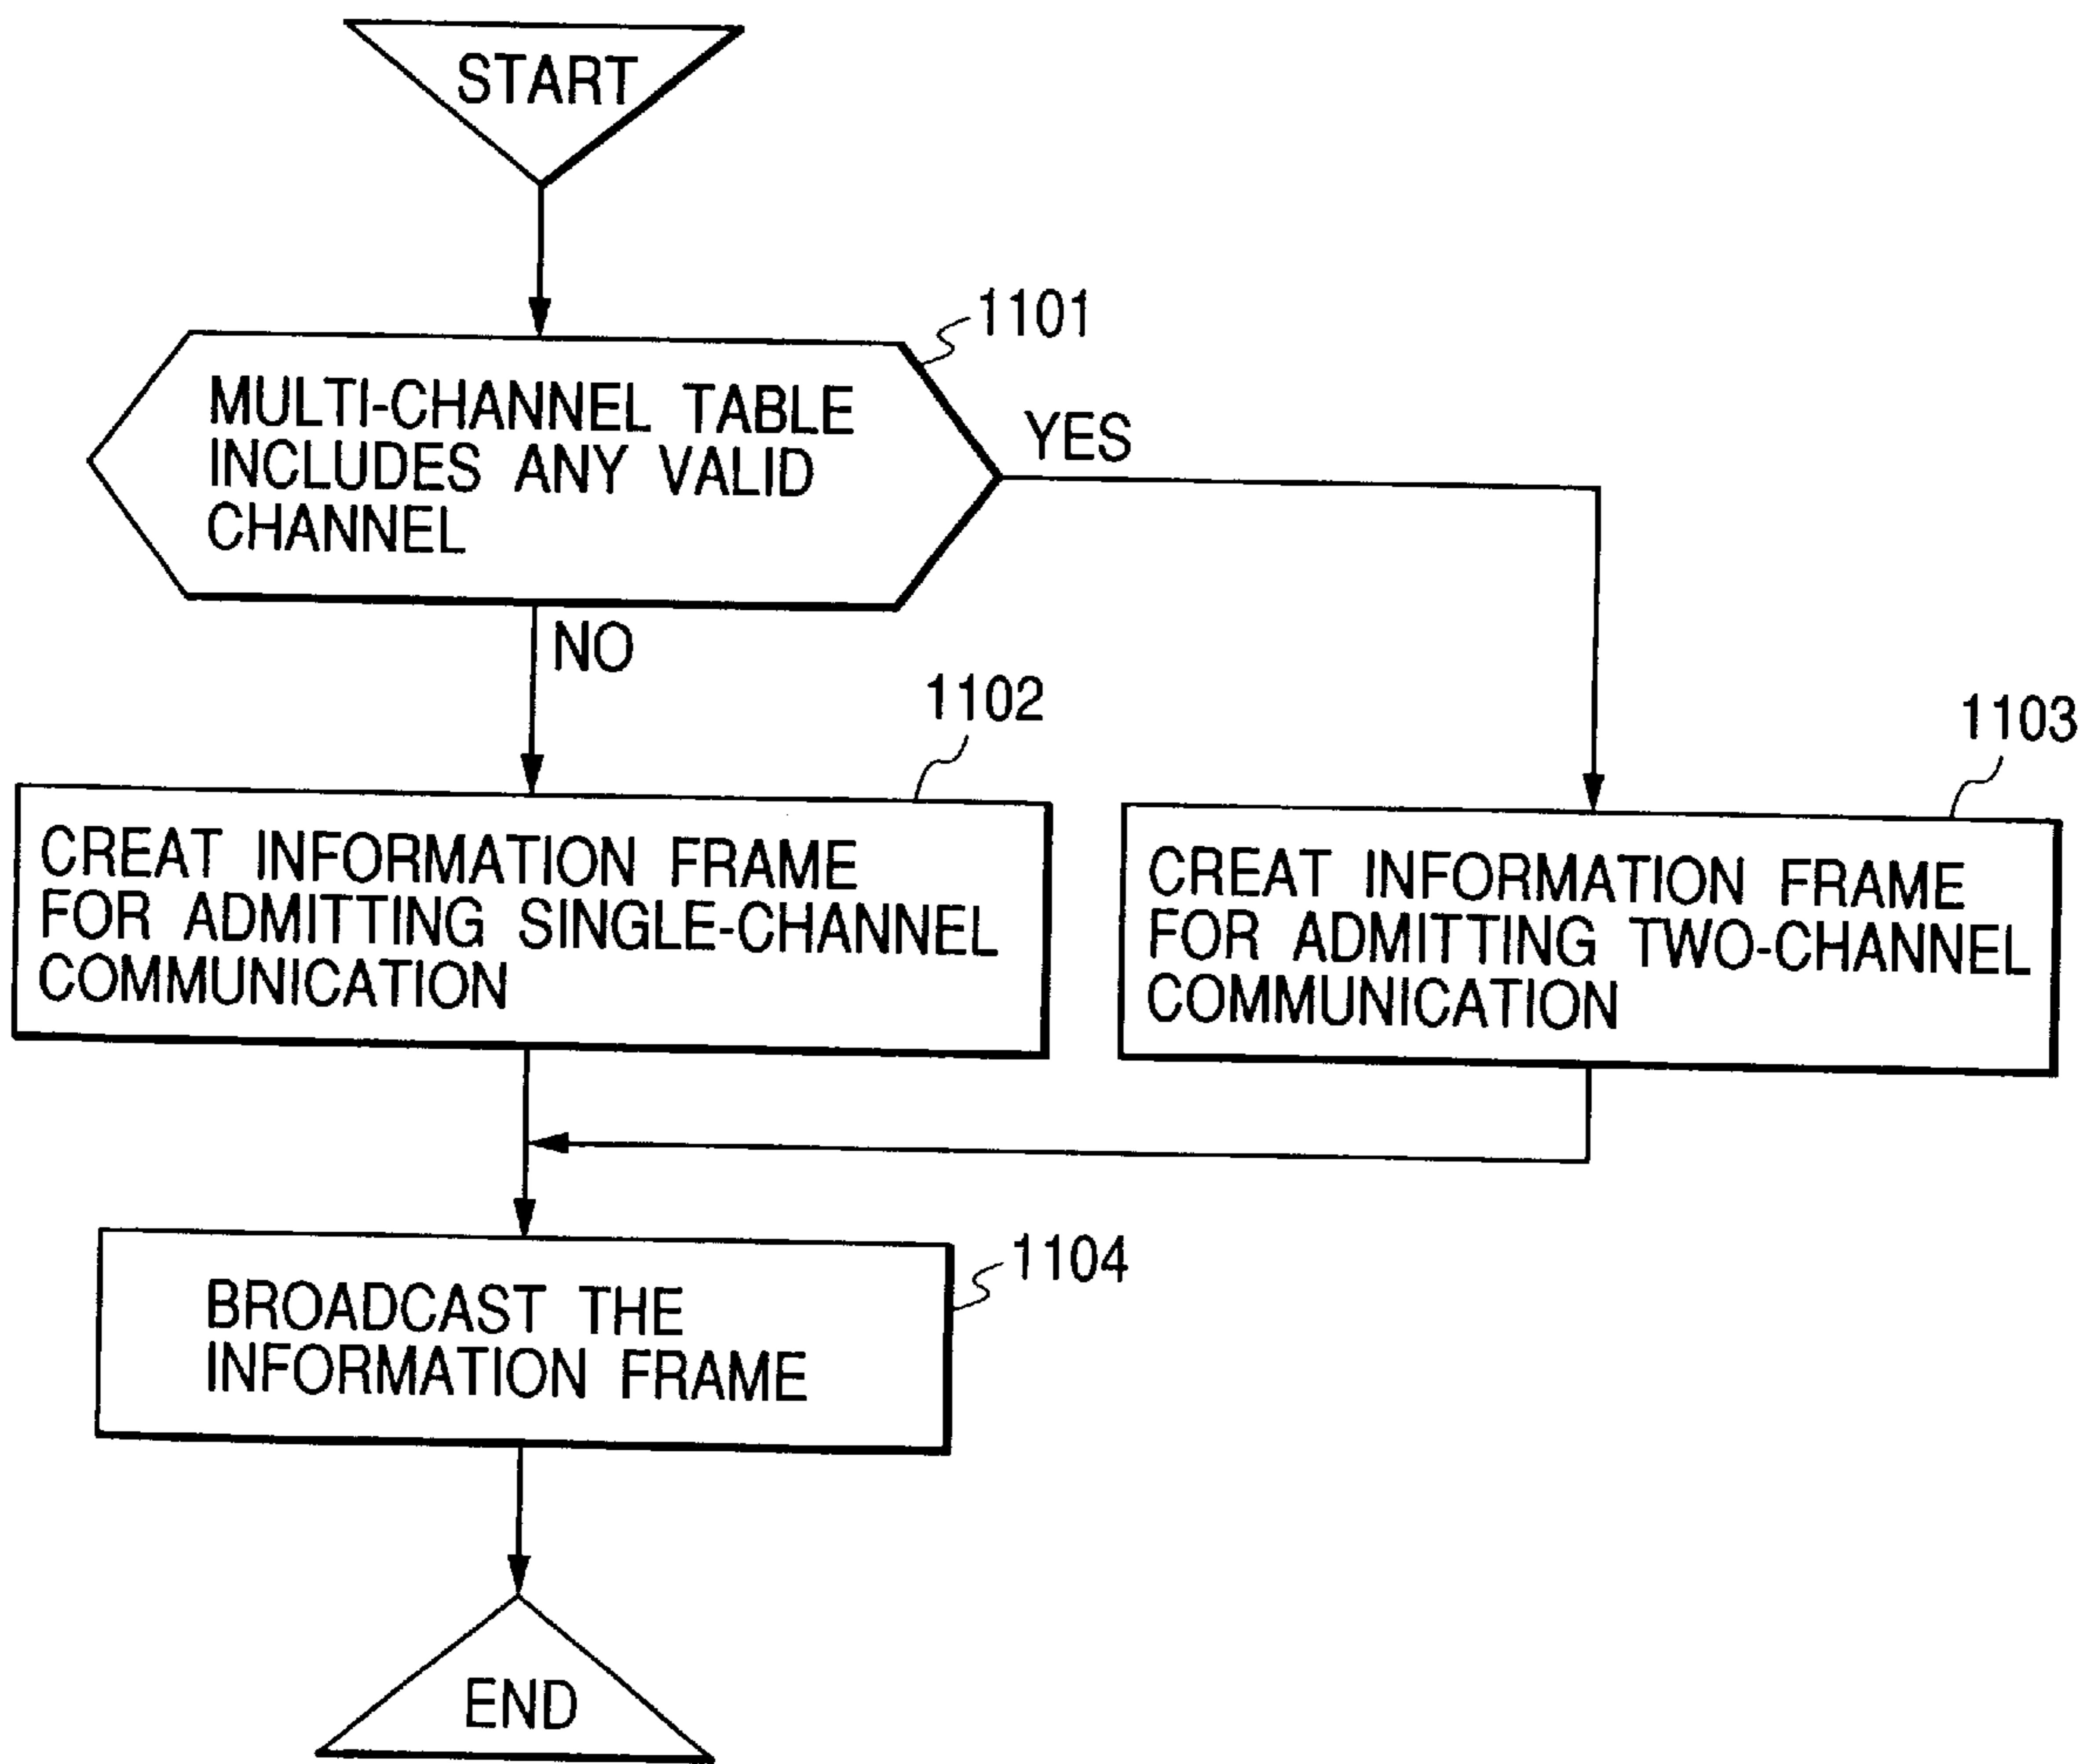 START
1101
MULTI-CHANNEL TABLE
INCLUDES ANY VALID
CHANNEL
YES
NO
1102
1103
CREAT INFORMATION FRAME
FOR ADMITTING SINGLE-CHANNEL
COMMUNICATION
CREAT INFORMATION FRAME
FOR ADMITTING TWO-CHANNEL
COMMUNICATION
1104
BROADCAST THE
INFORMATION FRAME
END